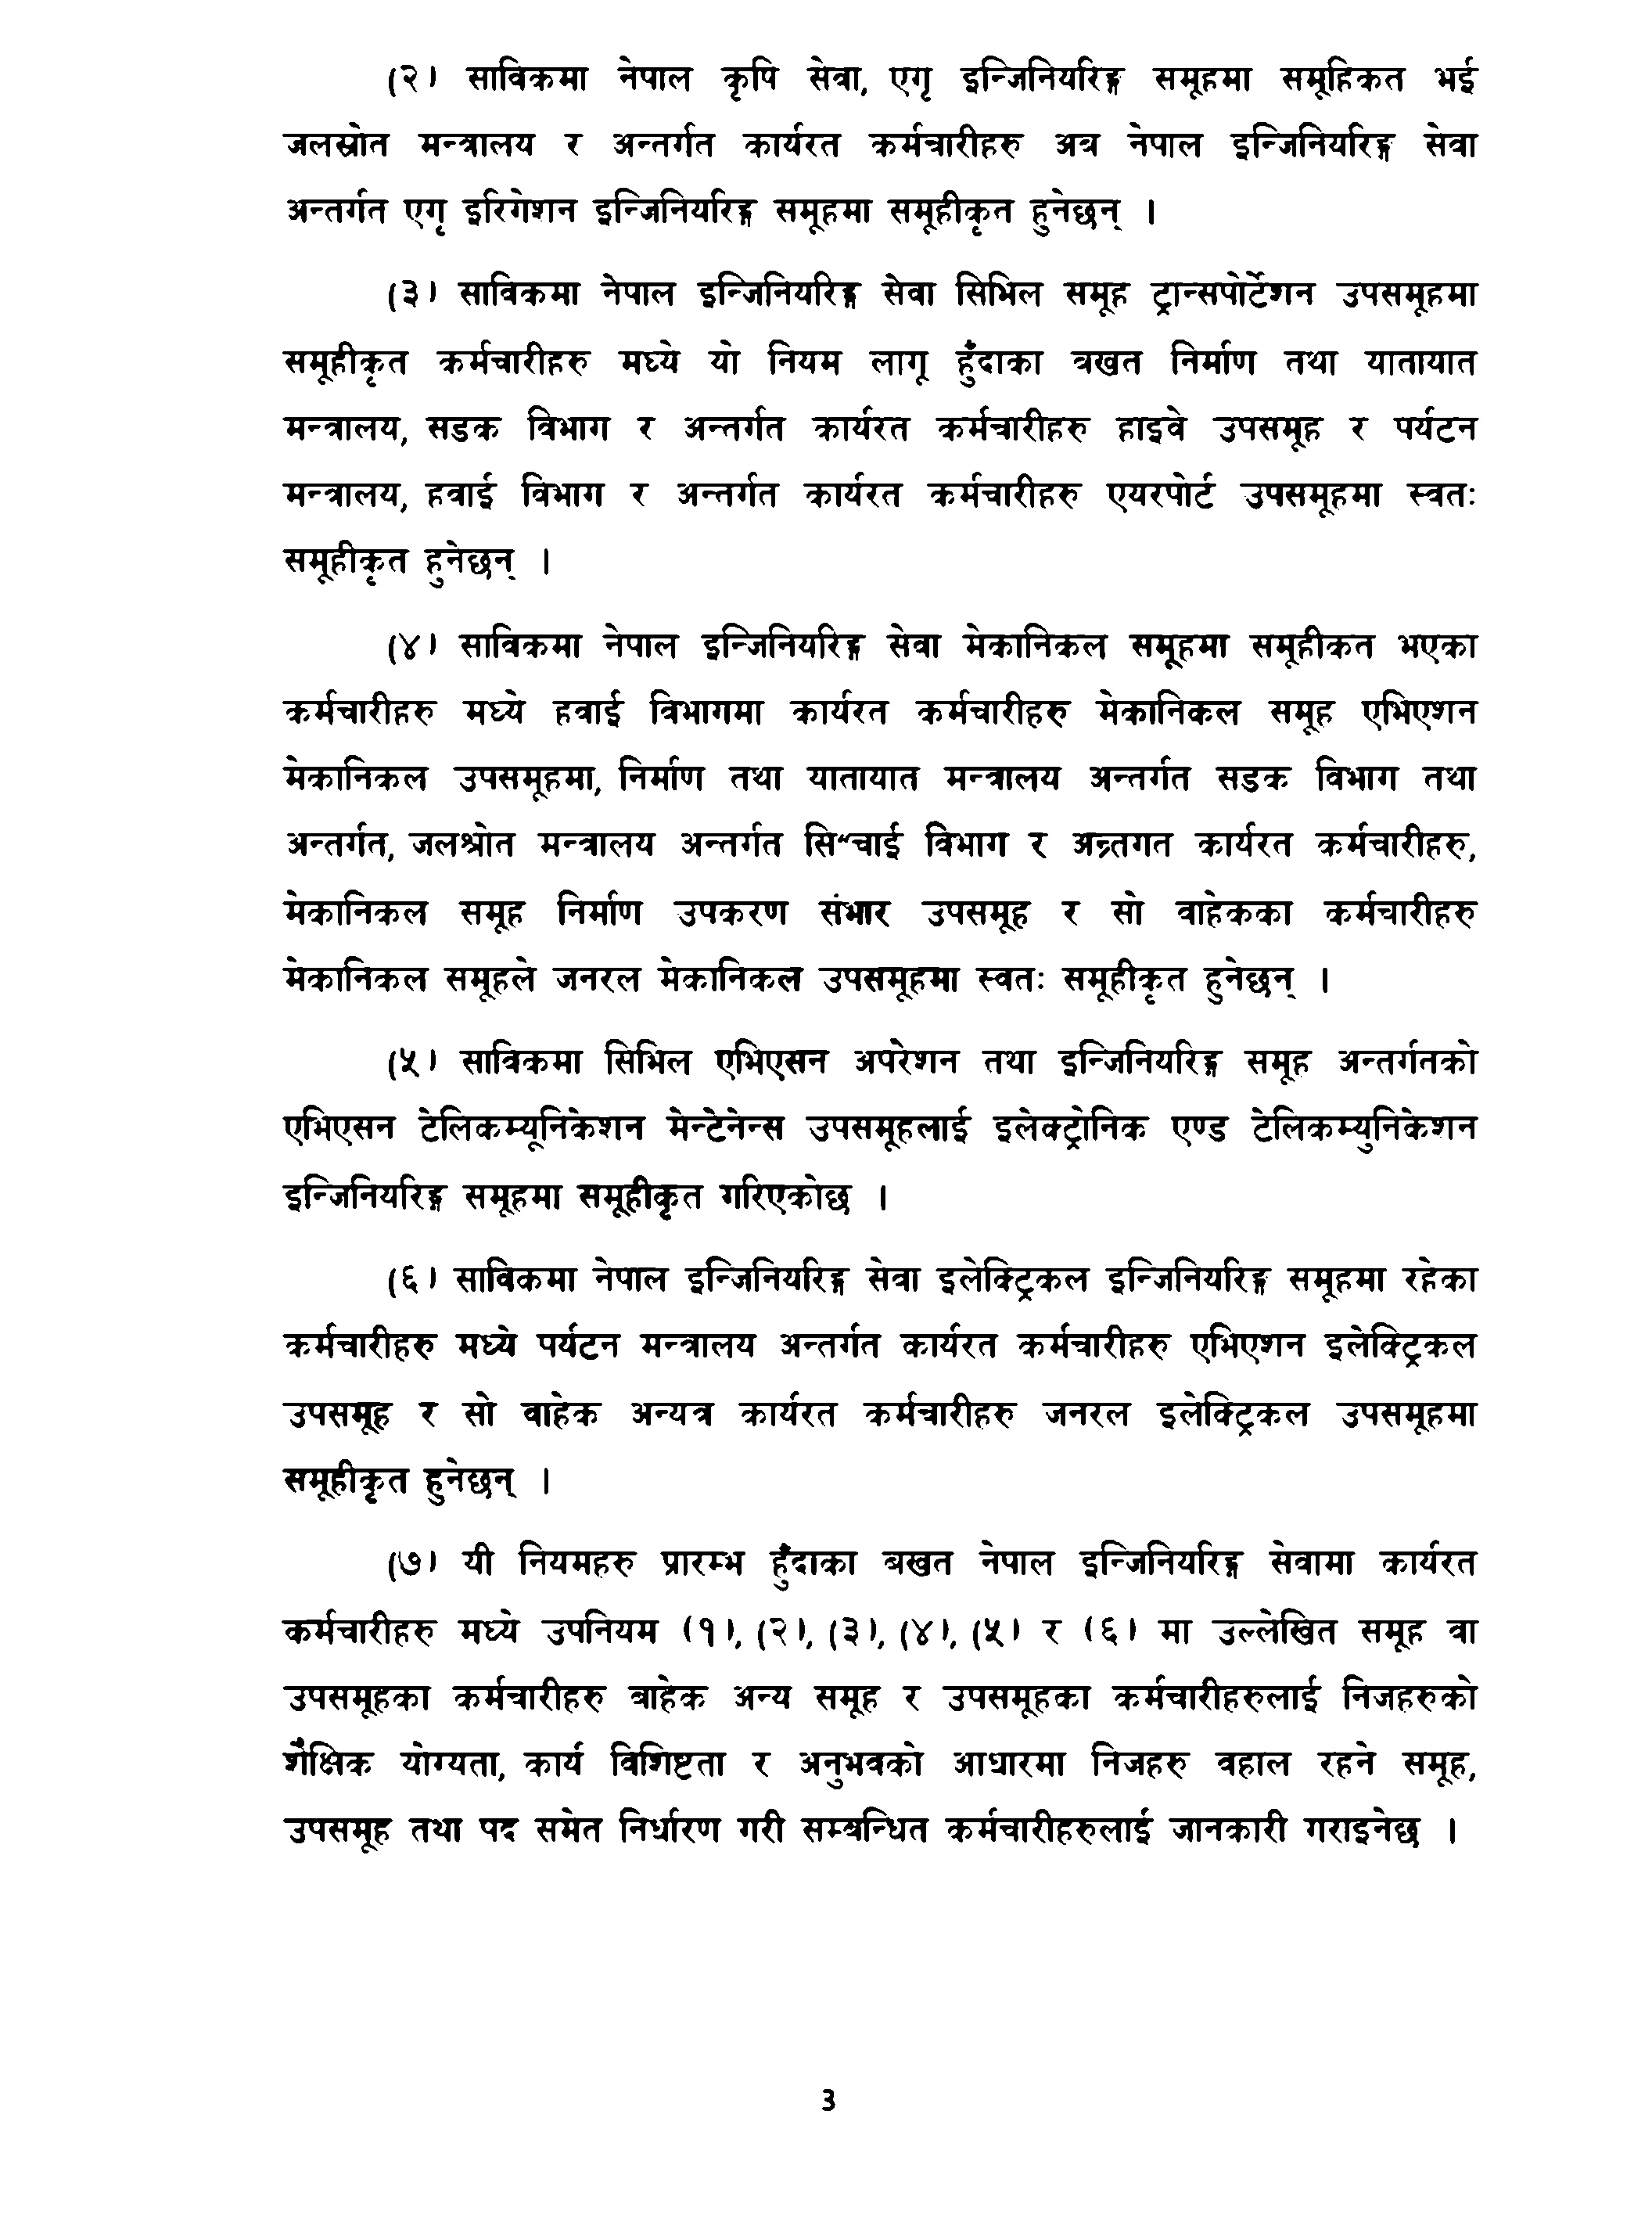 (२) साविकमा नेपाल कृषि सेवा, एगृ इन्जिनियरिङ्ग समूहमा समूहिकत भई
जलस्रोत मन्त्रालय र अन्तर्गत कार्यरत कर्मचारीहरु अब नेपाल इन्जिनियरिङ्ग सेवा
अन्तर्गत एगृ इरिगेशन इन्जिनियरिङ्ग समूहमा समूहीकृत हुनेछन् ।
(३) साविकमा नेपाल इन्जिनियरिङ्ग सेवा सिभिल समूह ट्रान्सपोर्टेशन उपसमूहमा
समूहीकृत कर्मचारीहरु मध्ये यो नियम लागू हुँदाका बखत निर्माण तथा यातायात
मन्त्रालय, सडक विभाग र अन्तर्गत कार्यरत कर्मचारीहरु हाइवे उपसमूह र पर्यटन
मन्त्रालय, हवाई विभाग र अन्तर्गत कार्यरत कर्मचारीहरु एयरपोर्ट उपसमूहमा स्वतः
समूहीकृत हुनेछन् ।
(४) साविकमा नेपाल इन्जिनियरिङ्ग सेवा मेकानिकल समूहमा समूहीकत भएका
कर्मचारीहरु मध्ये हवाई विभागमा कार्यरत कर्मचारीहरु मेकानिकल समूह एभिएशन
मेकानिकल उपसमूहमा, निर्माण तथा यातायात मन्त्रालय अन्तर्गत सडक विभाग तथा
अन्तर्गत, जलश्रोत मन्त्रालय अन्तर्गत सि“चाई विभाग र अन्र्तगत कार्यरत कर्मचारीहरु,
मेकानिकल समूह निर्माण उपकरण संभार उपसमूह र सो वाहेकका कर्मचारीहरु
मेकानिकल समूहले जनरल मेकानिकल उपसमूहमा स्वतः समूहीकृत हुनेछन् ।
(५) साविकमा सिभिल एभिएसन अपरेशन तथा इन्जिनियरिङ्ग समूह अन्तर्गतको
एभिएसन टेलिकम्यूनिकेशन मेन्टेनेन्स उपसमूहलाई इलेक्ट्रोनिक एण्ड टेलिकम्युनिकेशन
इन्जिनियरिङ्ग समूहमा समूहीकृत गरिएकोछ ।
(६) साविकमा नेपाल इन्जिनियरिङ्ग सेवा इलेक्ट्रिकल इन्जिनियरिङ्ग समूहमा रहेका
कर्मचारीहरु मध्ये पर्यटन मन्त्रालय अन्तर्गत कार्यरत कर्मचारीहरु एभिएशन इलेक्ट्रिकल
उपसमूह र सो वाहेक अन्यत्र कार्यरत कर्मचारीहरु जनरल इलेक्ट्रिकल उपसमूहमा
समूहीकृत हुनेछन् ।
(७) यी नियमहरु प्रारम्भ हुँदाका बखत नेपाल इन्जिनियरिङ्ग सेवामा कार्यरत
कर्मचारीहरु मध्ये उपनियम (१), (२), (३), (४), (५) र (६) मा उल्लेखित समूह वा
उपसमूहका कर्मचारीहरु बाहेक अन्य समूह र उपसमूहका कर्मचारीहरुलाई निजहरुको
शैक्षिक योग्यता, कार्य विशिष्टता र अनुभवको आधारमा निजहरु वहाल रहने समूह,
उपसमूह तथा पद समेत निर्धारण गरी सम्बन्धित कर्मचारीहरुलाई जानकारी गराइनेछ ।
३